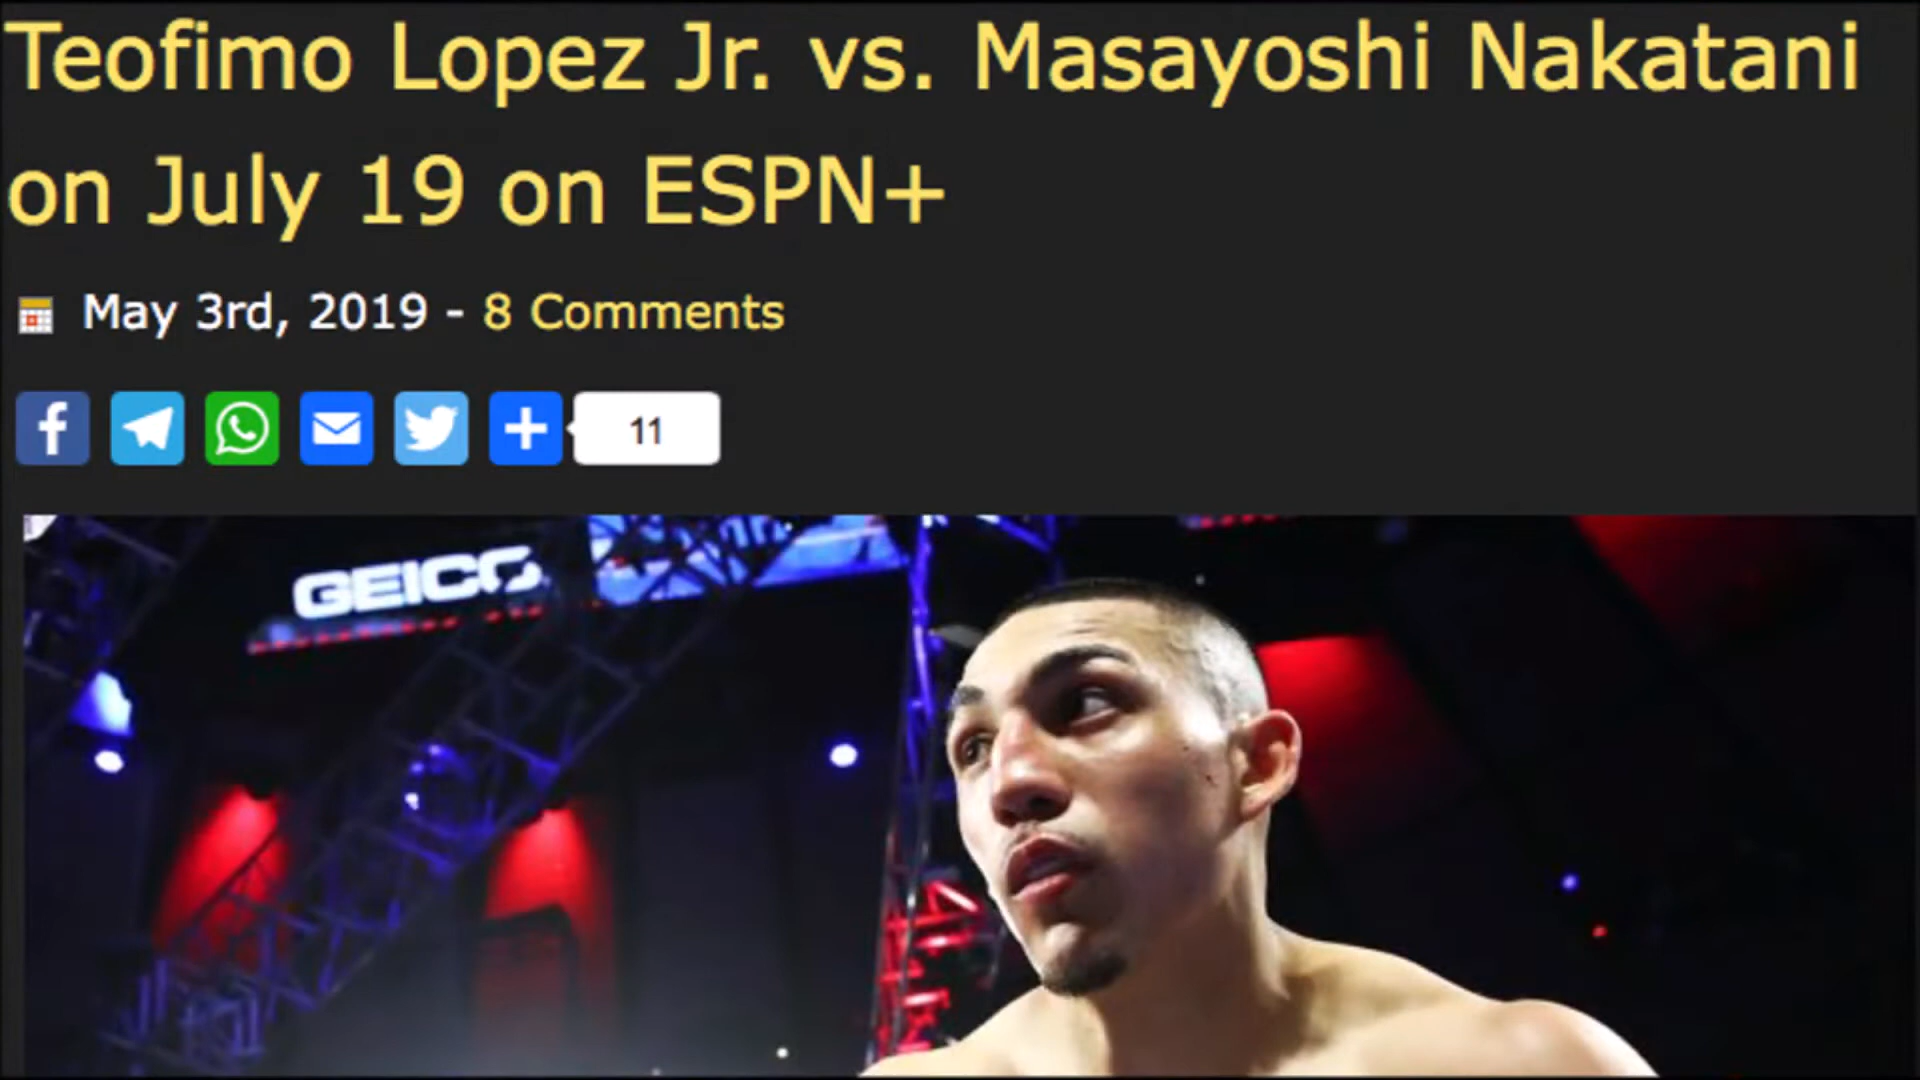 Teofimo Lopez Jr. vs. Masayoshi Nakatani
on July 19 on ESPN+
May 3rd, 2019 - 8 Comments
11
GEICO